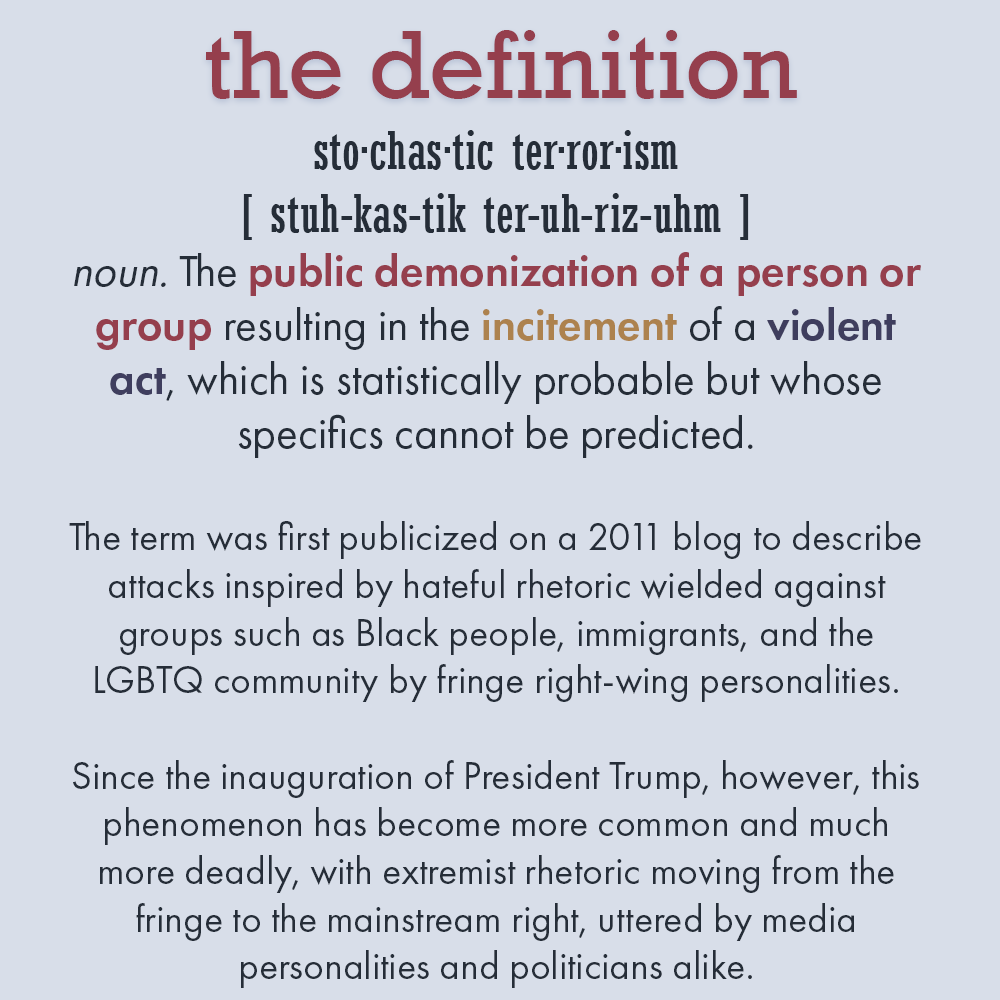 the definition
sto·chas·tic ter·ror·ism
[ stuh-kas-tik ter-uh-riz-uhm ]
noun. The public demonization of a person or
group resulting in the incitement of a violent
act, which is statistically probable but whose
specifics cannot be predicted.
The term was first publicized on a 2011 blog to describe
attacks inspired by hateful rhetoric wielded against
groups such as Black people, immigrants, and the
LGBTQ community by fringe right-wing personalities.
Since the inauguration of President Trump, however, this
phenomenon has become more common and much
more deadly, with extremist rhetoric moving from the
fringe to the mainstream right, uttered by media
personalities and politicians alike.